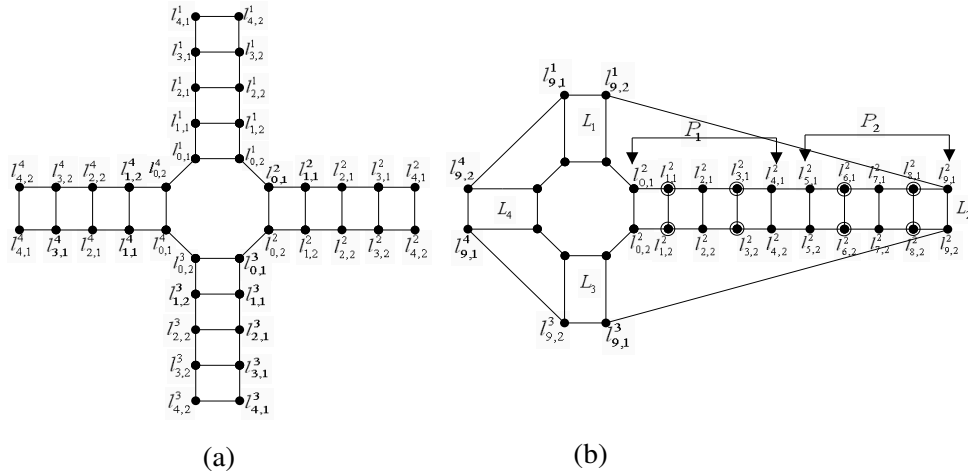 l^1_{4,1} l^1_{4,2}
l^1_{3,1} l^1_{3,2}
l^1_{2,1} l^1_{2,2}
l^1_{1,1} l^1_{1,2}
l^1_{0,1} l^1_{0,2}
l^4_{4,2} l^4_{3,2} l^4_{2,2} l^4_{1,2} l^4_{0,2} l^2_{0,1} l^2_{1,1} l^2_{2,1} l^2_{3,1} l^2_{4,1}
l^4_{4,1} l^4_{3,1} l^4_{2,1} l^4_{1,1} l^4_{0,1} l^2_{0,2} l^2_{1,2} l^2_{2,2} l^2_{3,2} l^2_{4,2}
l^3_{0,2} l^3_{0,1}
l^3_{1,2} l^3_{1,1}
l^3_{2,2} l^3_{2,1}
l^3_{3,2} l^3_{3,1}
l^3_{4,2} l^3_{4,1}
(a)
l^1_{9,1} l^1_{9,2}
L_1 P_1 P_2
l^4_{9,2} l^2_{0,1} l^2_{1,1} l^2_{2,1} l^2_{3,1} l^2_{4,1} l^2_{5,1} l^2_{6,1} l^2_{7,1} l^2_{8,1} l^2_{9,1}
L_4 L_2
l^4_{9,1} l^2_{0,2} l^2_{1,2} l^2_{2,2} l^2_{3,2} l^2_{4,2} l^2_{5,2} l^2_{6,2} l^2_{7,2} l^2_{8,2} l^2_{9,2}
L_3
l^3_{9,2} l^3_{9,1}
(b)